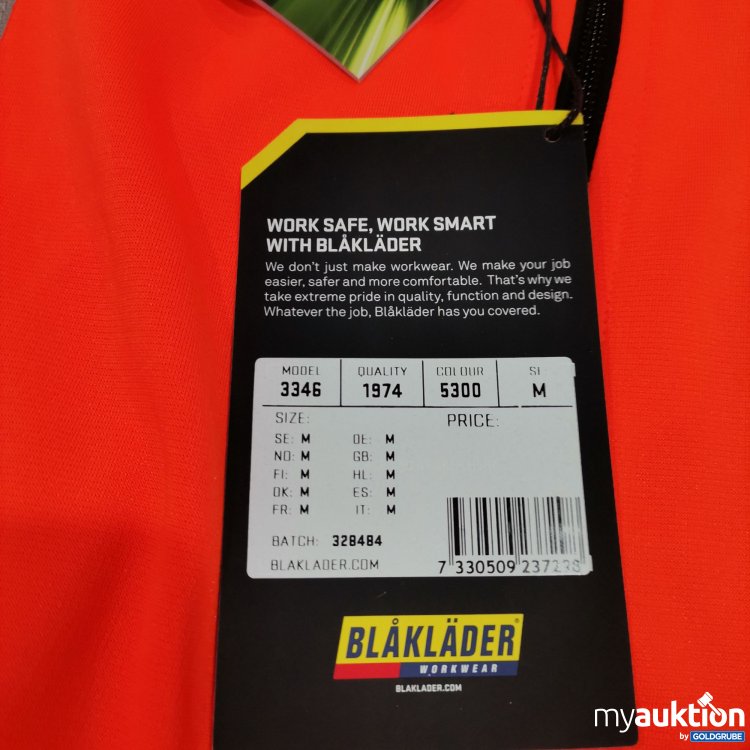 WORK SAFE, WORK SMART
WITH BLÅKLÄDER
We don't just make workwear. We make your job
easier, safer and more comfortable. That's why we
take extreme pride in quality, function and design.
Whatever the job, Blåkläder has you covered.
MODEL QUALITY COLOUR
3346 1974 5300 M
SIZE: PRICE:
SE: M DE: M
NO: M GB: M
FI: M HL: M
DK: M ES: M
FR: M IT: M
BATCH: 328484
BLAKLADER.COM
7 330509
BLÅKLÄDER
WORKWEAR
BLAKLADER.COM
myauktion
by GOLDGRUBE